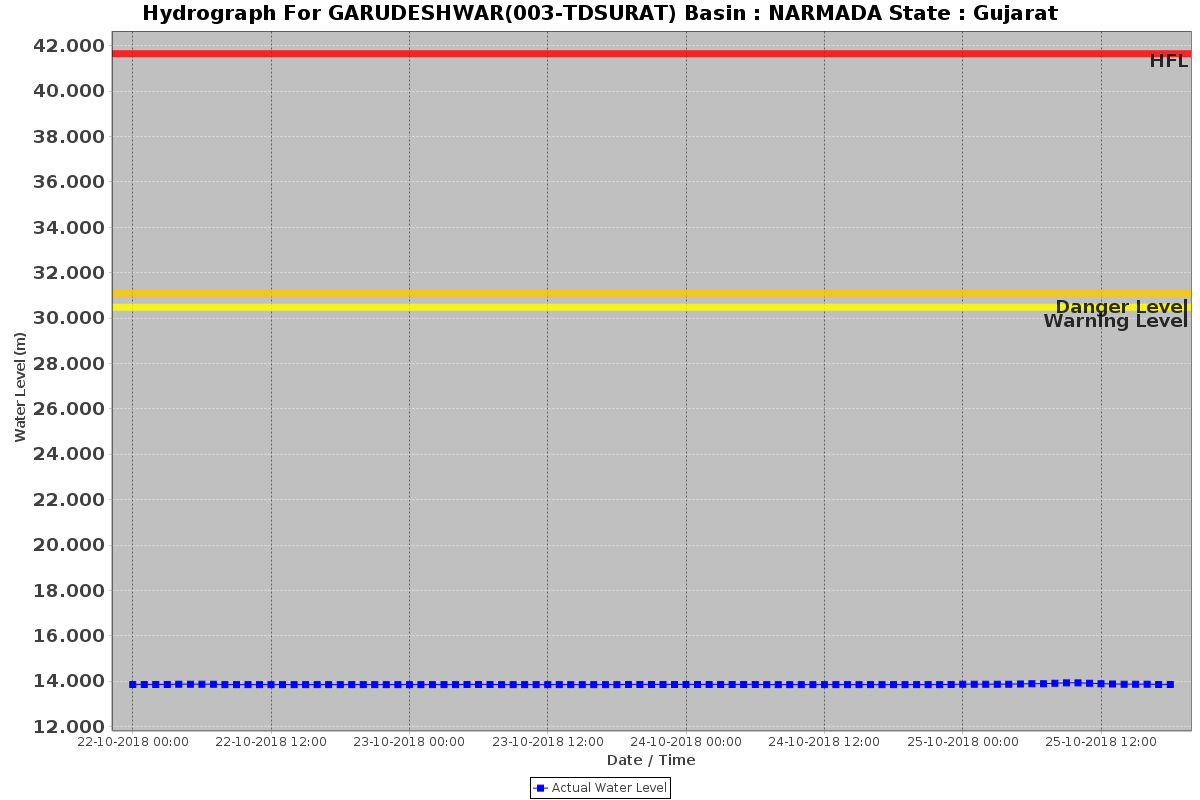 Hydrograph For GARUDESHWAR(003-TDSURAT) Basin : NARMADA State : Gujarat
42.000
HFL
40.000
38.000
36.000
34.000
32.000
Danger Level
30.000
Warning Level
28.000
26.000
24.000
22.000
20.000
18.000
16.000
14.000
12.000
Water Level (m)
22-10-2018 00:00 22-10-2018 12:00 23-10-2018 00:00 23-10-2018 12:00 24-10-2018 00:00 24-10-2018 12:00 25-10-2018 00:00 25-10-2018 12:00
Date / Time
Actual Water Level